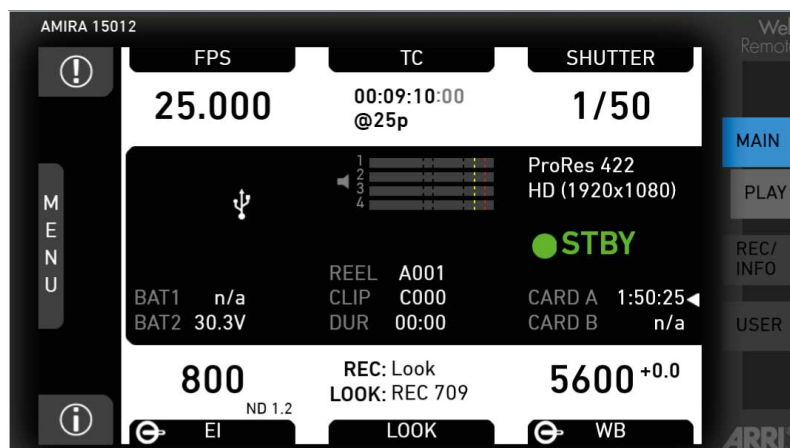 AMIRA 15012
Web
Remote
FPS
TC
SHUTTER
25.000
00:09:10:00
@25p
1/50
MAIN
PLAY
REC/
INFO
USER
MENU
1
2
3
4
ProRes 422
HD (1920x1080)
STBY
REEL A001
BAT1 n/a
CLIP C000
CARD A 1:50:25
BAT2 30.3V
DUR 00:00
CARD B n/a
800
ND 1.2
REC: Look
LOOK: REC 709
5600 +0.0
EI
LOOK
WB
ARRI